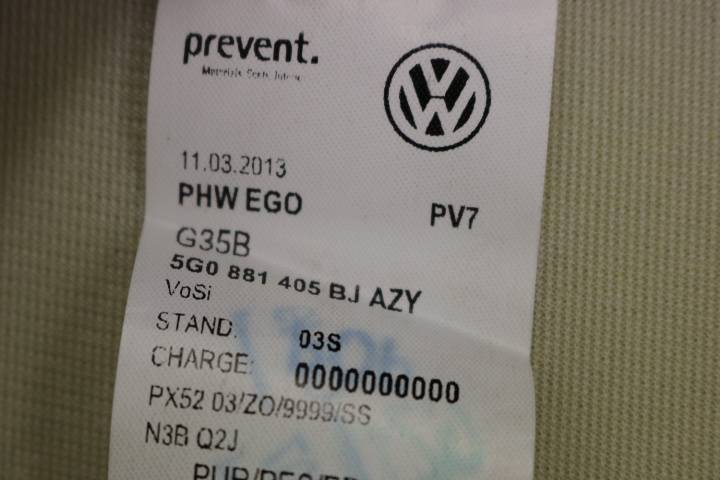 prevent.
11.03.2013
PHW EGO PV7
G35B
5G0 881 405 BJ AZY
VoSi
STAND: 03S
CHARGE: 0000000000
PX52 03/ZO/9999/SS
N3B Q2J